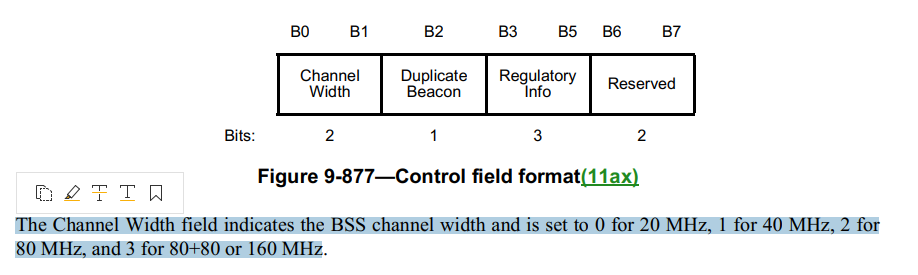 B0 B1 B2 B3 B5 B6 B7
Channel Width Duplicate Beacon Regulatory Info Reserved
Bits: 2 1 3 2
Figure 9-877—Control field format(11ax)
The Channel Width field indicates the BSS channel width and is set to 0 for 20 MHz, 1 for 40 MHz, 2 for
80 MHz, and 3 for 80+80 or 160 MHz.